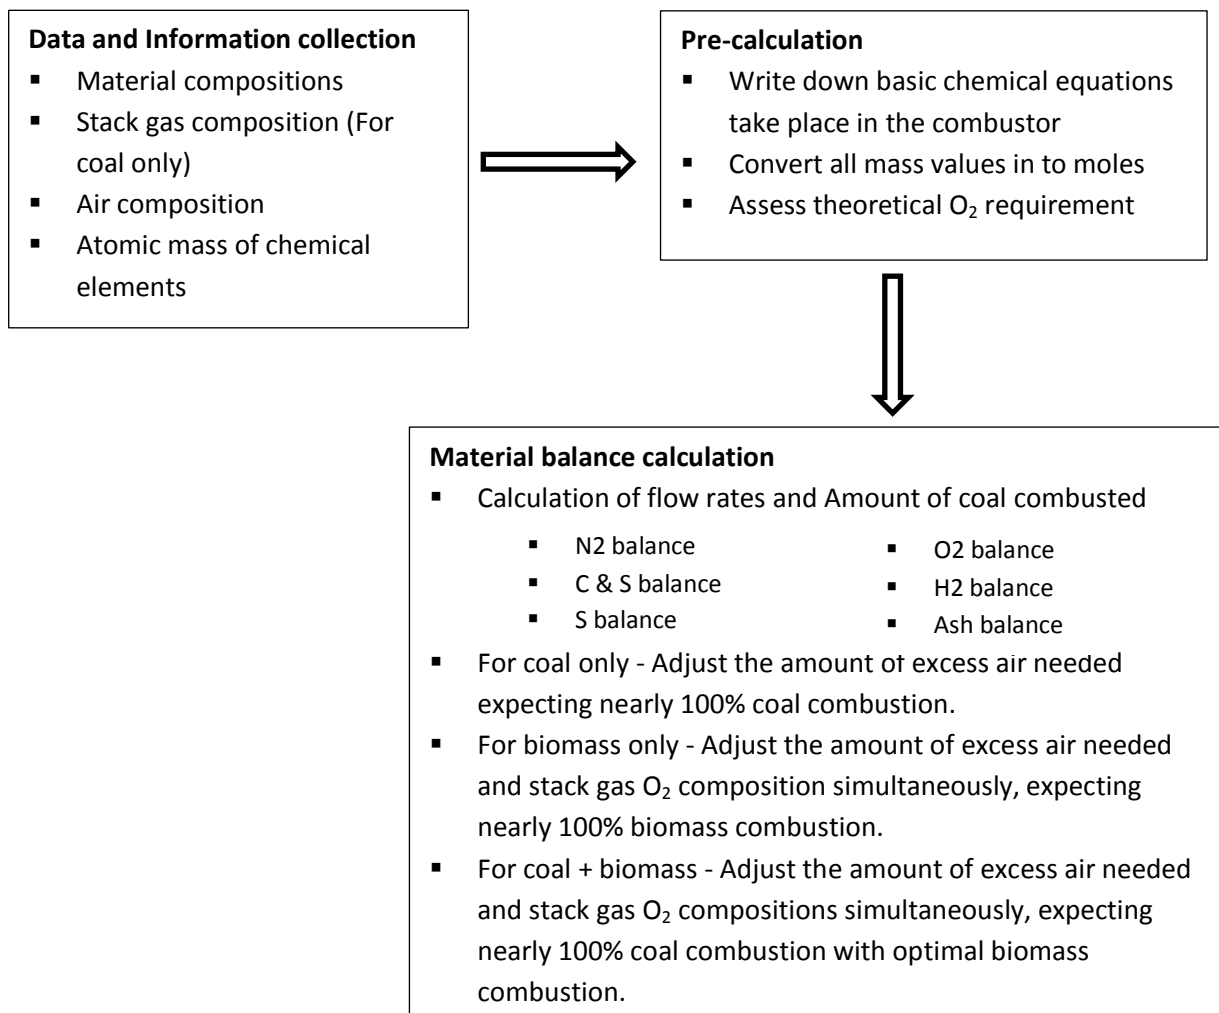 Data and Information collection
▪ Material compositions
▪ Stack gas composition (For
coal only)
▪ Air composition
▪ Atomic mass of chemical
elements
Pre-calculation
▪ Write down basic chemical equations
take place in the combustor
▪ Convert all mass values in to moles
▪ Assess theoretical O₂ requirement
Material balance calculation
▪ Calculation of flow rates and Amount of coal combusted
▪ N2 balance
▪ C & S balance
▪ S balance
▪ O2 balance
▪ H2 balance
▪ Ash balance
▪ For coal only - Adjust the amount of excess air needed
expecting nearly 100% coal combustion.
▪ For biomass only - Adjust the amount of excess air needed
and stack gas O₂ composition simultaneously, expecting
nearly 100% biomass combustion.
▪ For coal + biomass - Adjust the amount of excess air needed
and stack gas O₂ compositions simultaneously, expecting
nearly 100% coal combustion with optimal biomass
combustion.